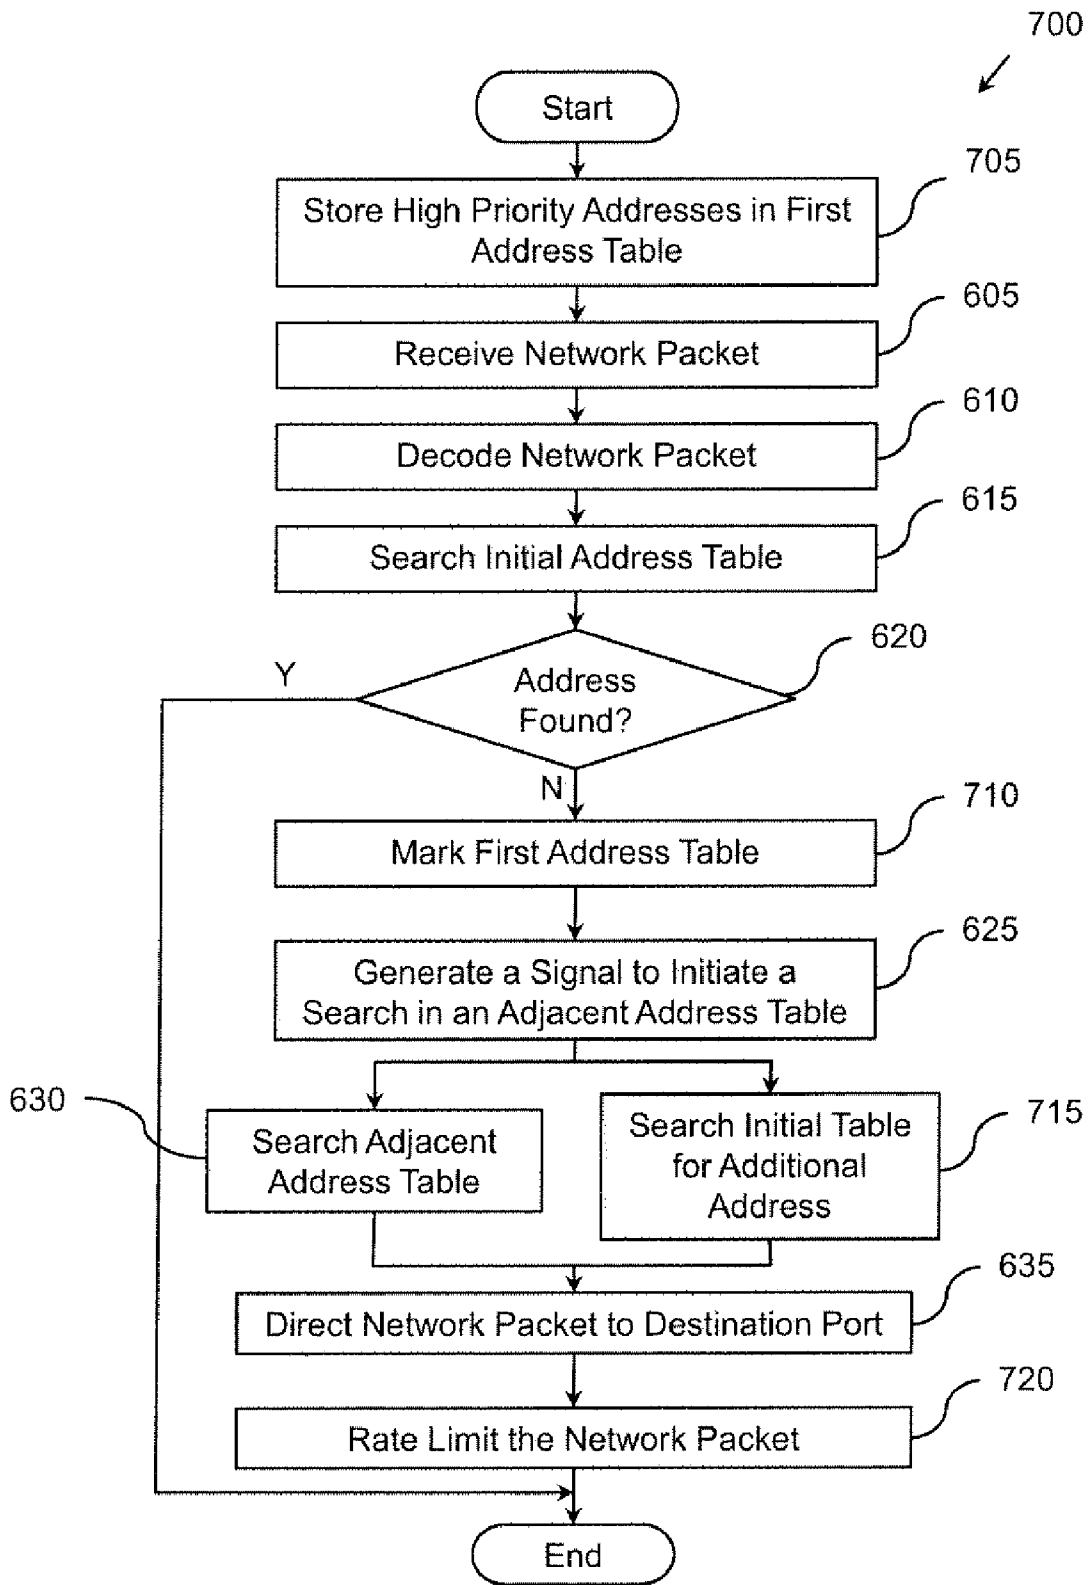 700
Start
705
Store High Priority Addresses in First
Address Table
605
Receive Network Packet
610
Decode Network Packet
615
Search Initial Address Table
620
Y
Address
Found?
N
710
Mark First Address Table
625
Generate a Signal to Initiate a
Search in an Adjacent Address Table
630
Search Adjacent
Address Table
715
Search Initial Table
for Additional
Address
635
Direct Network Packet to Destination Port
720
Rate Limit the Network Packet
End